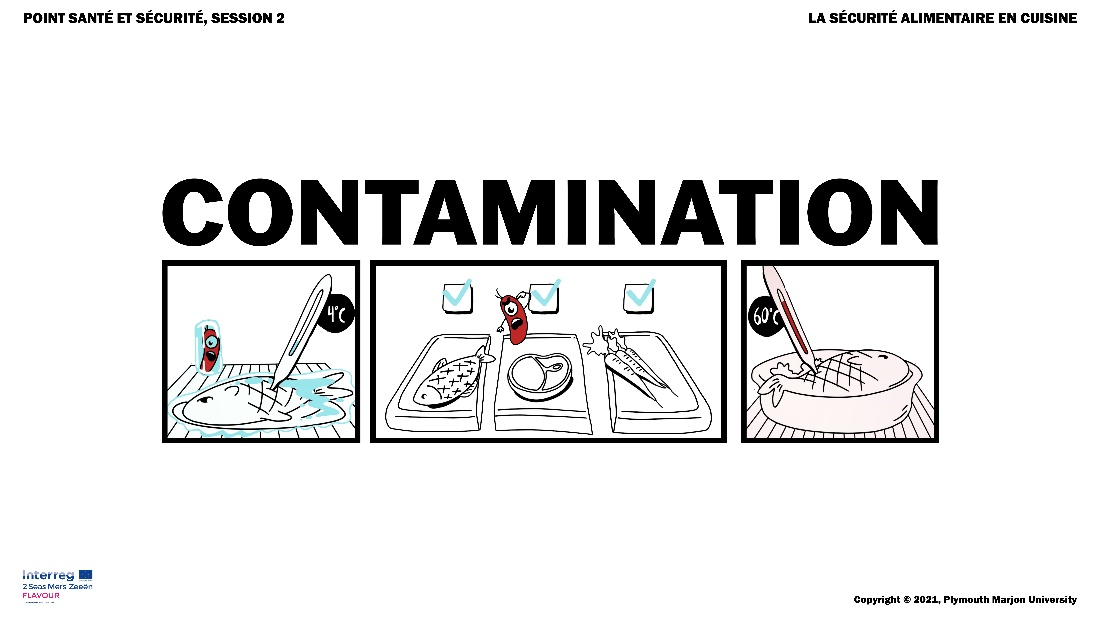 POINT SANTÉ ET SÉCURITÉ, SESSION 2
LA SÉCURITÉ ALIMENTAIRE EN CUISINE
CONTAMINATION
4°C
60°C
Interreg
2 Seas Mers Zeeën
FLAVOUR
Copyright © 2021, Plymouth Marjon University